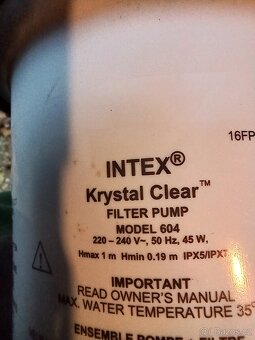 16FP
INTEX®
Krystal Clear™
FILTER PUMP
MODEL 604
220 – 240 V~, 50 Hz, 45 W,
Hmax 1 m Hmin 0.19 m IPX5/IPX7
IMPORTANT
READ OWNER'S MANUAL
MAX. WATER TEMPERATURE 35°
ENSEMBLE POMPE + FILTRE